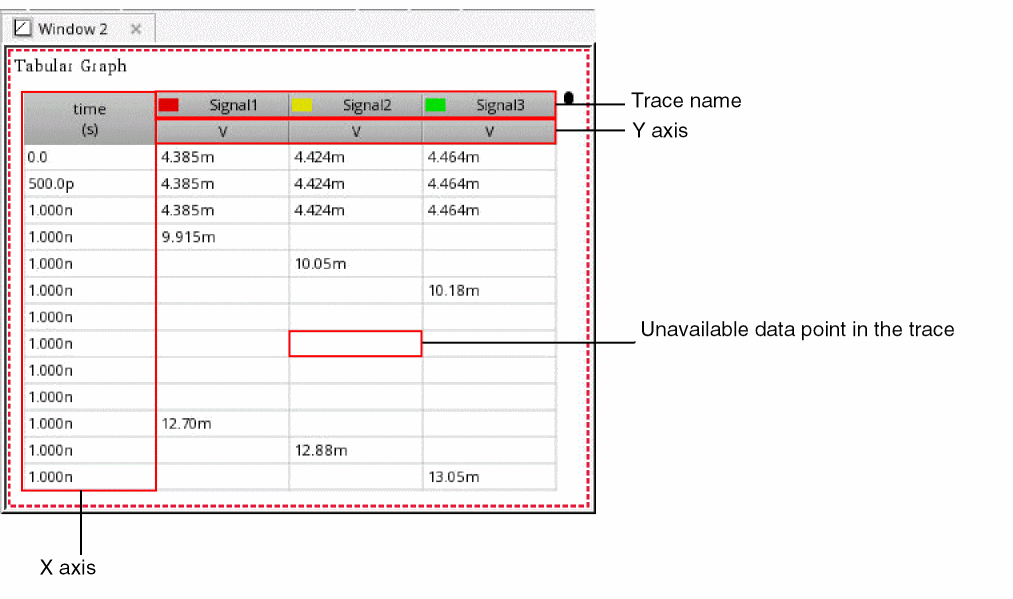 Window 2
Tabular Graph
time (s) Signal1 Signal2 Signal3
V V V
0.0 4.385m 4.424m 4.464m
500.0p 4.385m 4.424m 4.464m
1.000n 4.385m 4.424m 4.464m
1.000n 9.915m
1.000n 10.05m
1.000n 10.18m
1.000n
1.000n
1.000n
1.000n
1.000n 12.70m
1.000n 12.88m
1.000n 13.05m
Trace name
Y axis
Unavailable data point in the trace
X axis